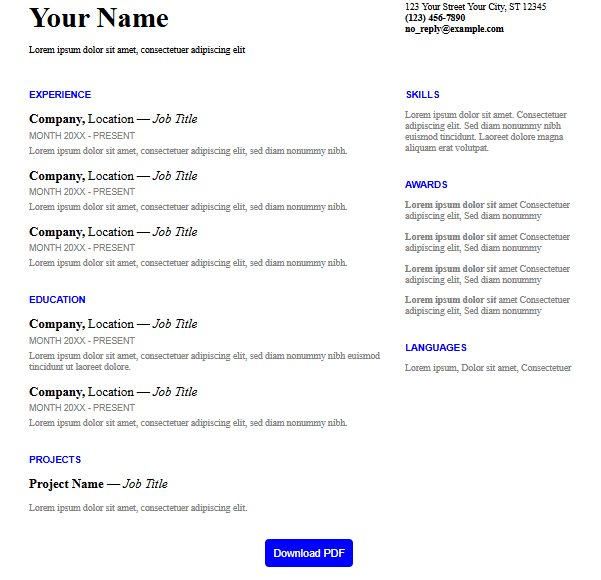 Your Name
Lorem ipsum dolor sit amet, consectetuer adipiscing elit
123 Your Street Your City, ST 12345
(123) 456-7890
no_reply@example.com
EXPERIENCE
Company, Location — Job Title
MONTH 20XX - PRESENT
Lorem ipsum dolor sit amet, consectetuer adipiscing elit, sed diam nonummy nibh.
Company, Location — Job Title
MONTH 20XX - PRESENT
Lorem ipsum dolor sit amet, consectetuer adipiscing elit, sed diam nonummy nibh.
Company, Location — Job Title
MONTH 20XX - PRESENT
Lorem ipsum dolor sit amet, consectetuer adipiscing elit, sed diam nonummy nibh.
EDUCATION
Company, Location — Job Title
MONTH 20XX - PRESENT
Lorem ipsum dolor sit amet, consectetuer adipiscing elit, sed diam nonummy nibh euismod
tincidunt ut laoreet dolore.
Company, Location — Job Title
MONTH 20XX - PRESENT
Lorem ipsum dolor sit amet, consectetuer adipiscing elit, sed diam nonummy nibh.
PROJECTS
Project Name — Job Title
Lorem ipsum dolor sit amet, consectetuer adipiscing elit.
SKILLS
Lorem ipsum dolor sit amet. Consectetuer
adipiscing elit. Sed diam nonummy nibh
euismod tincidunt. Laoreet dolore magna
aliquam erat volutpat.
AWARDS
Lorem ipsum dolor sit amet Consectetuer
adipiscing elit, Sed diam nonummy
Lorem ipsum dolor sit amet Consectetuer
adipiscing elit, Sed diam nonummy
Lorem ipsum dolor sit amet Consectetuer
adipiscing elit, Sed diam nonummy
Lorem ipsum dolor sit amet Consectetuer
adipiscing elit, Sed diam nonummy
LANGUAGES
Lorem ipsum, Dolor sit amet, Consectetuer
Download PDF